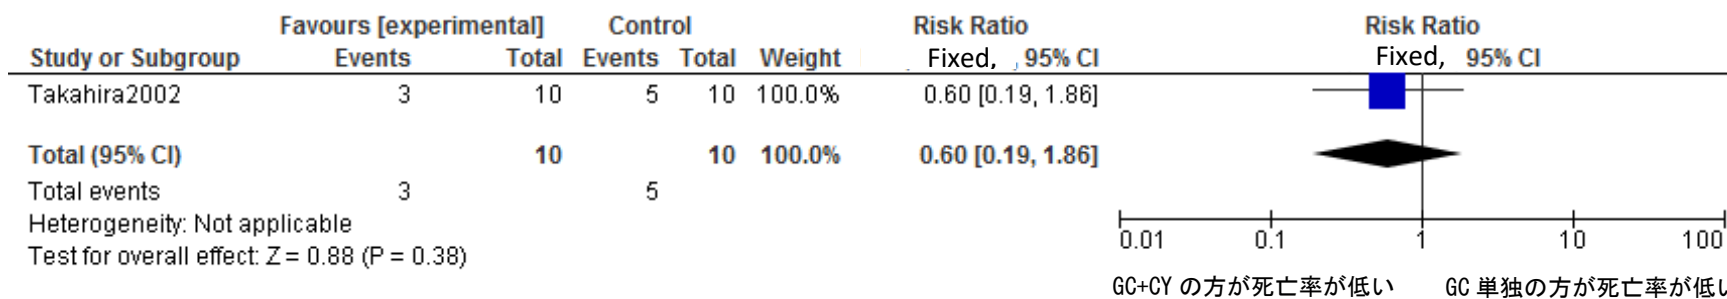 Favours [experimental] Control Risk Ratio Risk Ratio
Study or Subgroup Events Total Events Total Weight Fixed, 95% CI Fixed, 95% CI
Takahira2002 3 10 5 10 100.0% 0.60 [0.19, 1.86]
Total (95% CI) 10 10 100.0% 0.60 [0.19, 1.86]
Total events 3 5
Heterogeneity: Not applicable
Test for overall effect: Z = 0.88 (P = 0.38)
0.01 0.1 1 10 100
GC+CY の方が死亡率が低い GC 単独の方が死亡率が低い